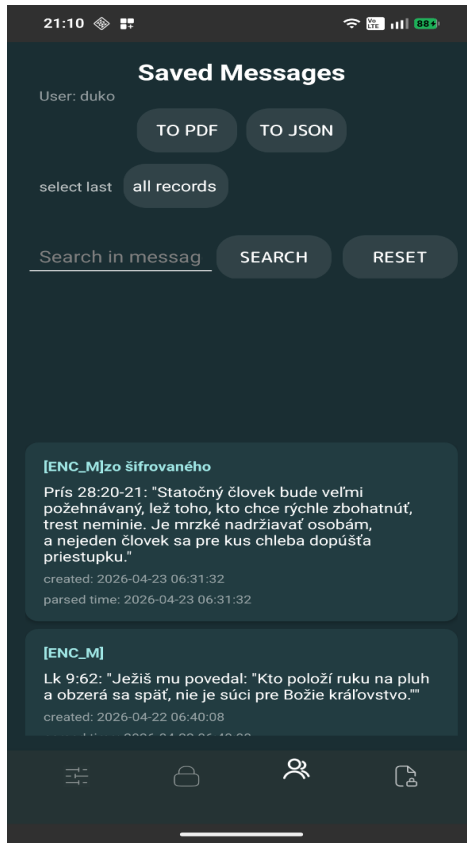 21:10
Vo
LTE
88+
Saved Messages
User: duko
TO PDF
TO JSON
select last
all records
Search in messag
SEARCH
RESET
[ENC_M]zo šifrovaného
Prís 28:20-21: "Statočný človek bude veľmi
požehnávaný, lež toho, kto chce rýchle zbohatnúť,
trest neminie. Je mrzké nadržiavať osobám,
a nejeden človek sa pre kus chleba dopúšťa
priestupku."
created: 2026-04-23 06:31:32
parsed time: 2026-04-23 06:31:32
[ENC_M]
Lk 9:62: "Ježiš mu povedal: "Kto položí ruku na pluh
a obzerá sa späť, nie je súci pre Božie kráľovstvo.""
created: 2026-04-22 06:40:08